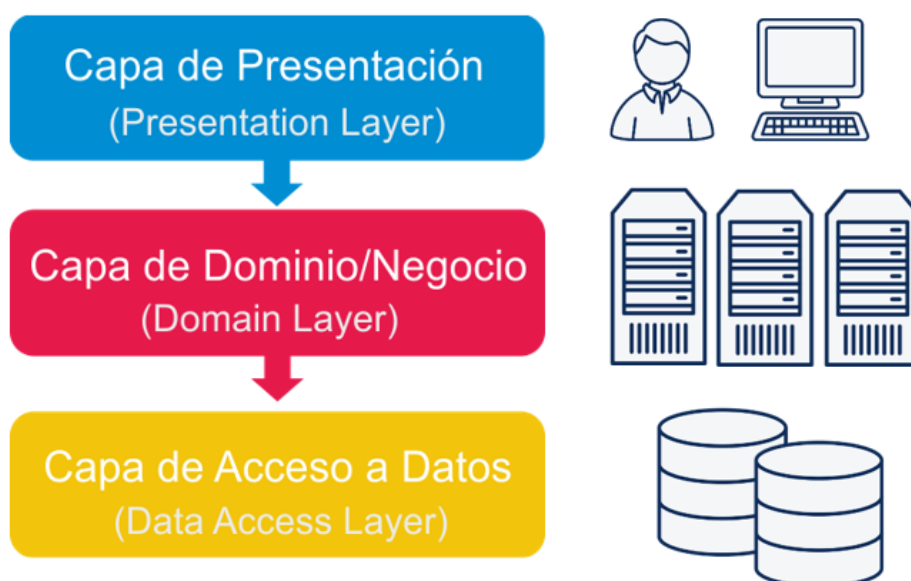 Capa de Presentación
(Presentation Layer)
Capa de Dominio/Negocio
(Domain Layer)
Capa de Acceso a Datos
(Data Access Layer)